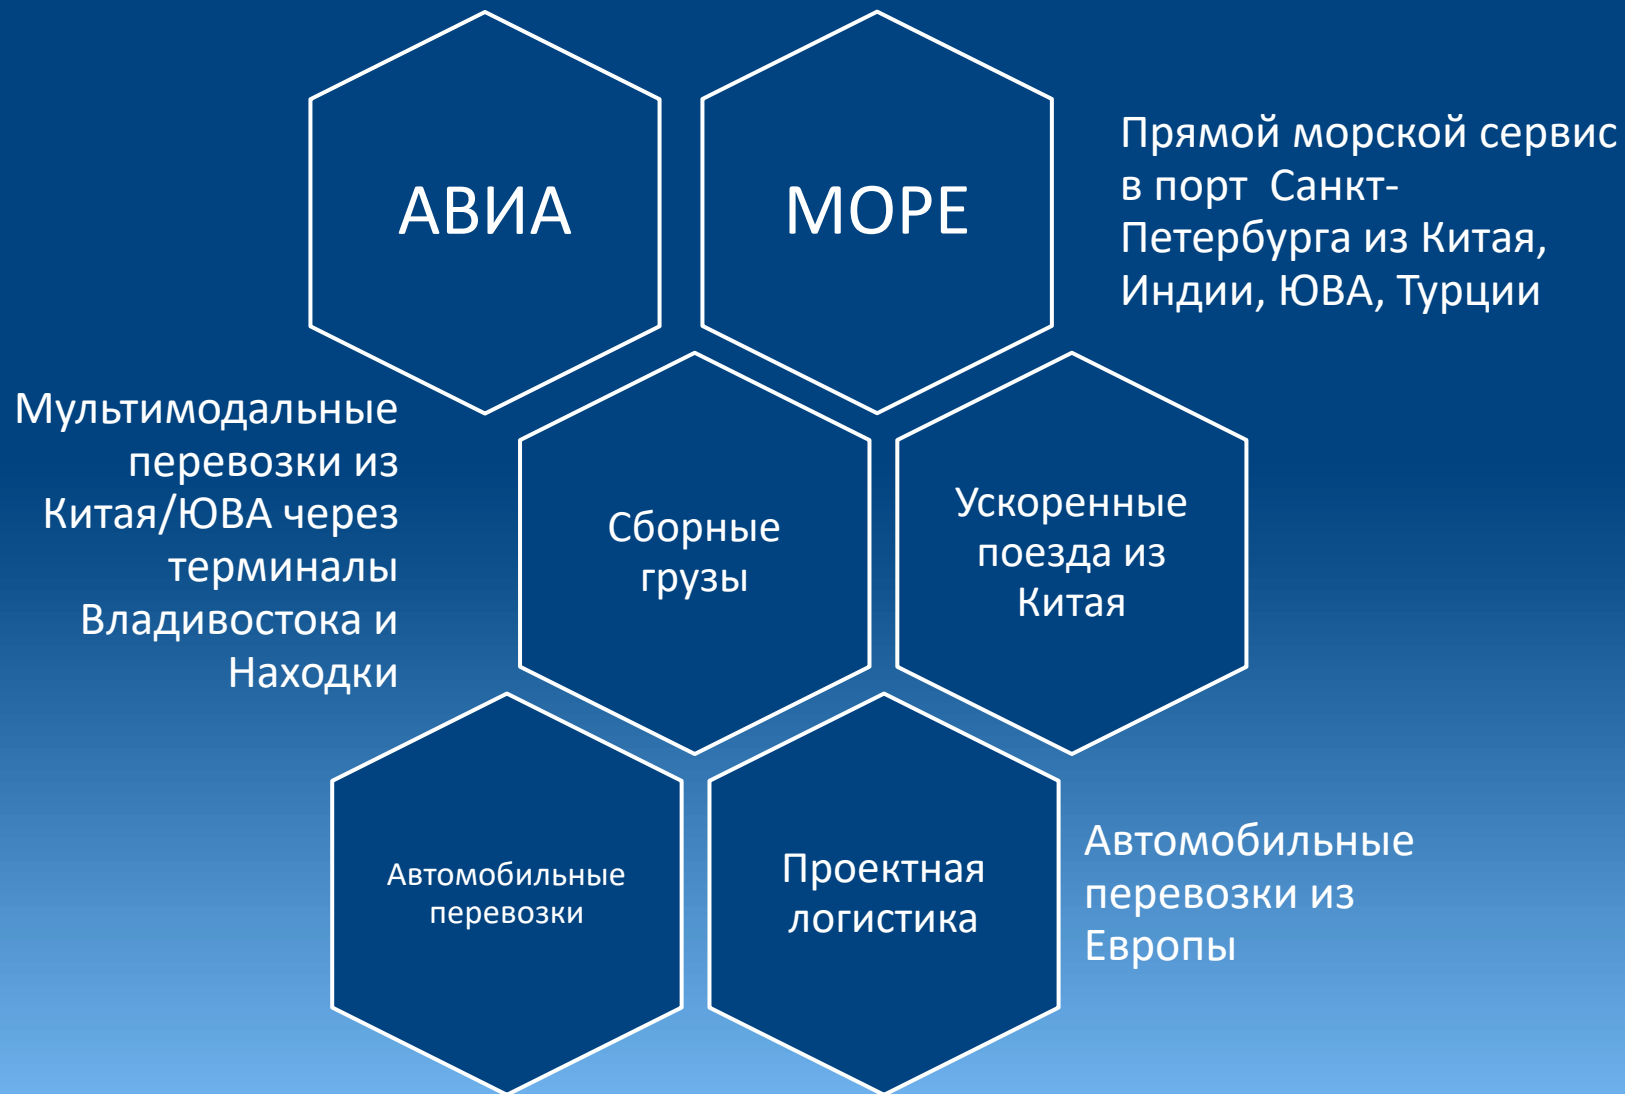 АВИА
МОРЕ
Прямой морской сервис
в порт Санкт-
Петербурга из Китая,
Индии, ЮВА, Турции
Мультимодальные
перевозки из
Китая/ЮВА через
терминалы
Владивостока и
Находки
Сборные
грузы
Ускоренные
поезда из
Китая
Автомобильные
перевозки
Проектная
логистика
Автомобильные
перевозки из
Европы